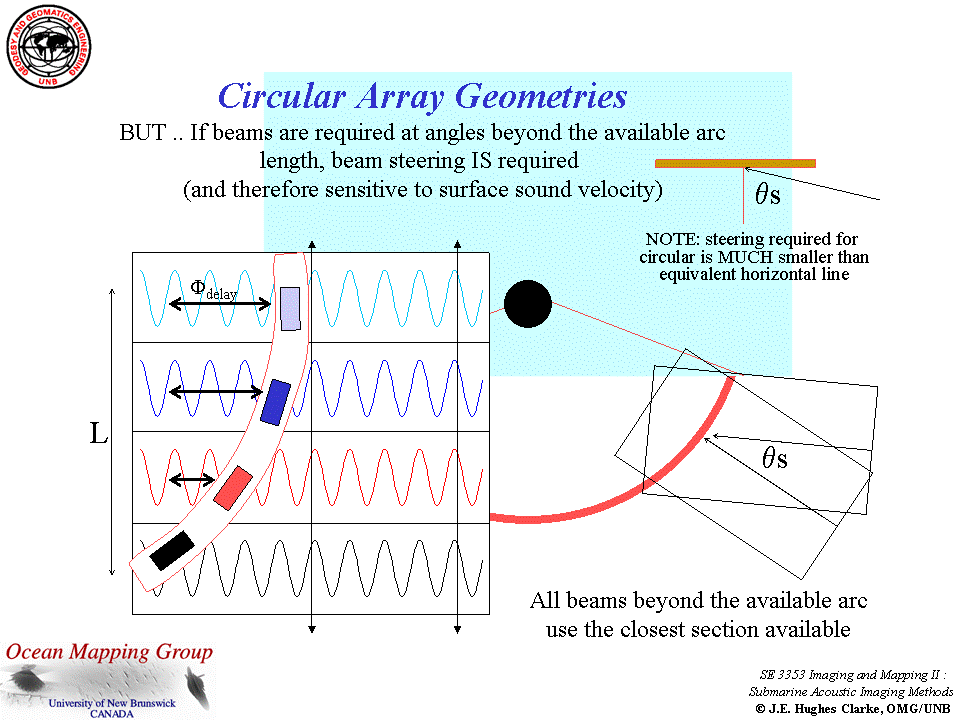 GEODESY AND GEOMATICS ENGINEERING
UNB
Circular Array Geometries
BUT .. If beams are required at angles beyond the available arc
length, beam steering IS required
(and therefore sensitive to surface sound velocity)
θs
NOTE: steering required for
circular is MUCH smaller than
equivalent horizontal line
Φdelay
L
θs
All beams beyond the available arc
use the closest section available
Ocean Mapping Group
University of New Brunswick
CANADA
SE 3353 Imaging and Mapping II :
Submarine Acoustic Imaging Methods
© J.E. Hughes Clarke, OMG/UNB